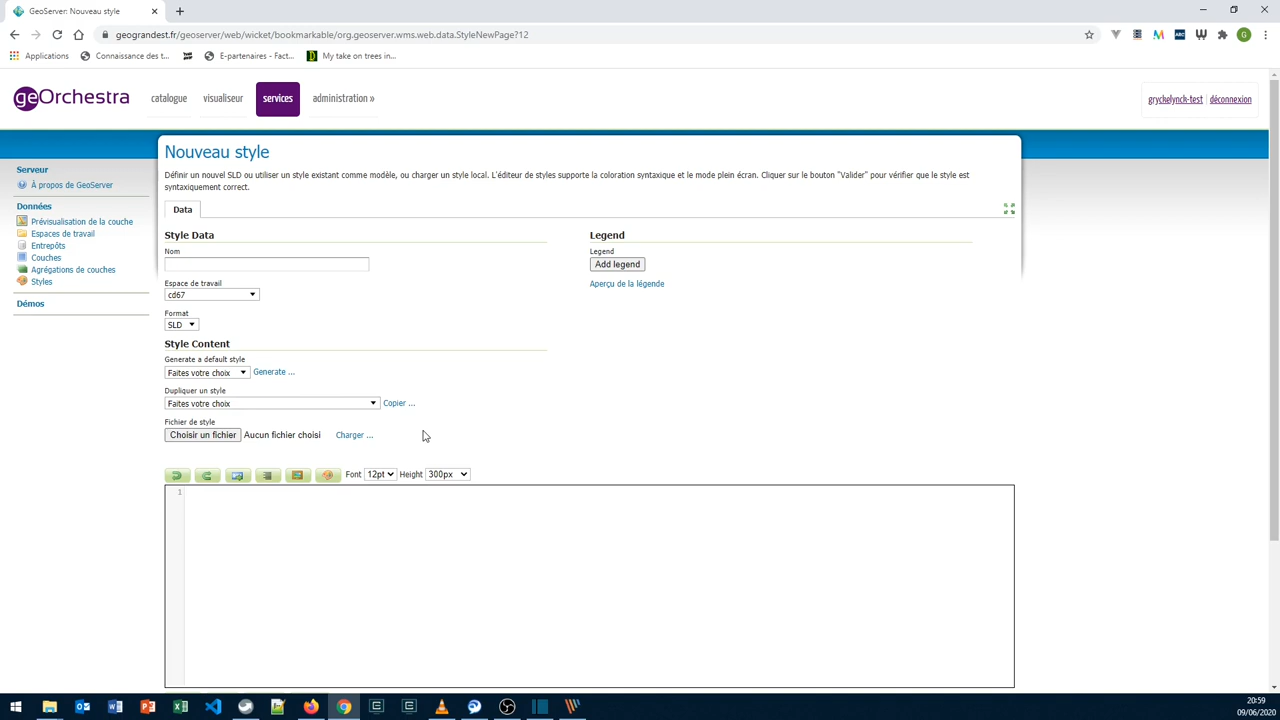 GeoServer: Nouveau style
geograndest.fr/geoserver/web/wicket/bookmarkable/org.geoserver.wms.web.data.StyleNewPage?12
Applications
Connaissance des t...
E-partenaires - Fact...
My take on trees in...
geOrchestra
catalogue
visualiseur
services
administration »
gryckelynck-test | déconnexion
Serveur
À propos de GeoServer
Données
Prévisualisation de la couche
Espaces de travail
Entrepôts
Couches
Agrégations de couches
Styles
Démos
Nouveau style
Définir un nouvel SLD ou utiliser un style existant comme modèle, ou charger un style local. L'éditeur de styles supporte la coloration syntaxique et le mode plein écran. Cliquer sur le bouton "Valider" pour vérifier que le style est
syntaxiquement correct.
Data
Style Data
Nom
Espace de travail
cd67
Format
SLD
Legend
Legend
Add legend
Aperçu de la légende
Style Content
Generate a default style
Faites votre choix
Generate ...
Dupliquer un style
Faites votre choix
Copier ...
Fichier de style
Choisir un fichier
Aucun fichier choisi
Charger ...
Font 12pt Height 300px
1
20:59
09/06/2020